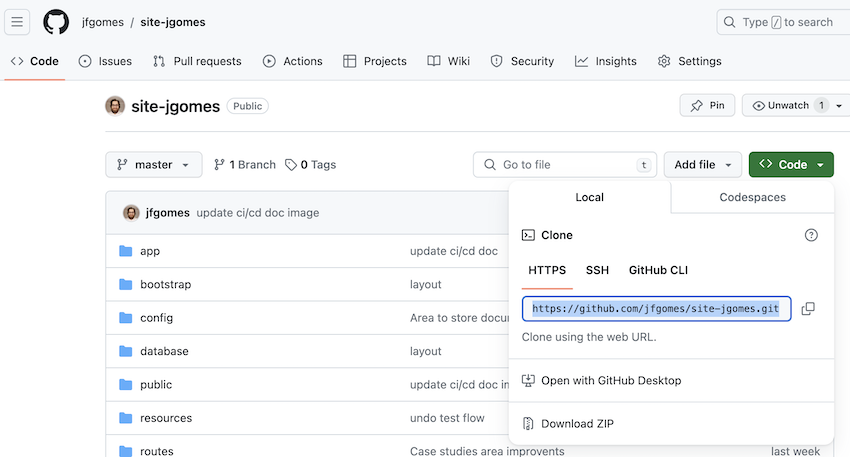 jfgomes / site-jgomes
Type / to search
Code Issues Pull requests Actions Projects Wiki Security Insights Settings
site-jgomes Public
Pin Unwatch 1
master 1 Branch 0 Tags
Go to file t Add file Code
Local Codespaces
jfgomes update ci/cd doc image
Clone
app update ci/cd doc
HTTPS SSH GitHub CLI
bootstrap layout
https://github.com/jfgomes/site-jgomes.git
config Area to store docu
Clone using the web URL.
database layout
Open with GitHub Desktop
public update ci/cd doc in
resources undo test flow
Download ZIP
routes Case studies area improvents last week